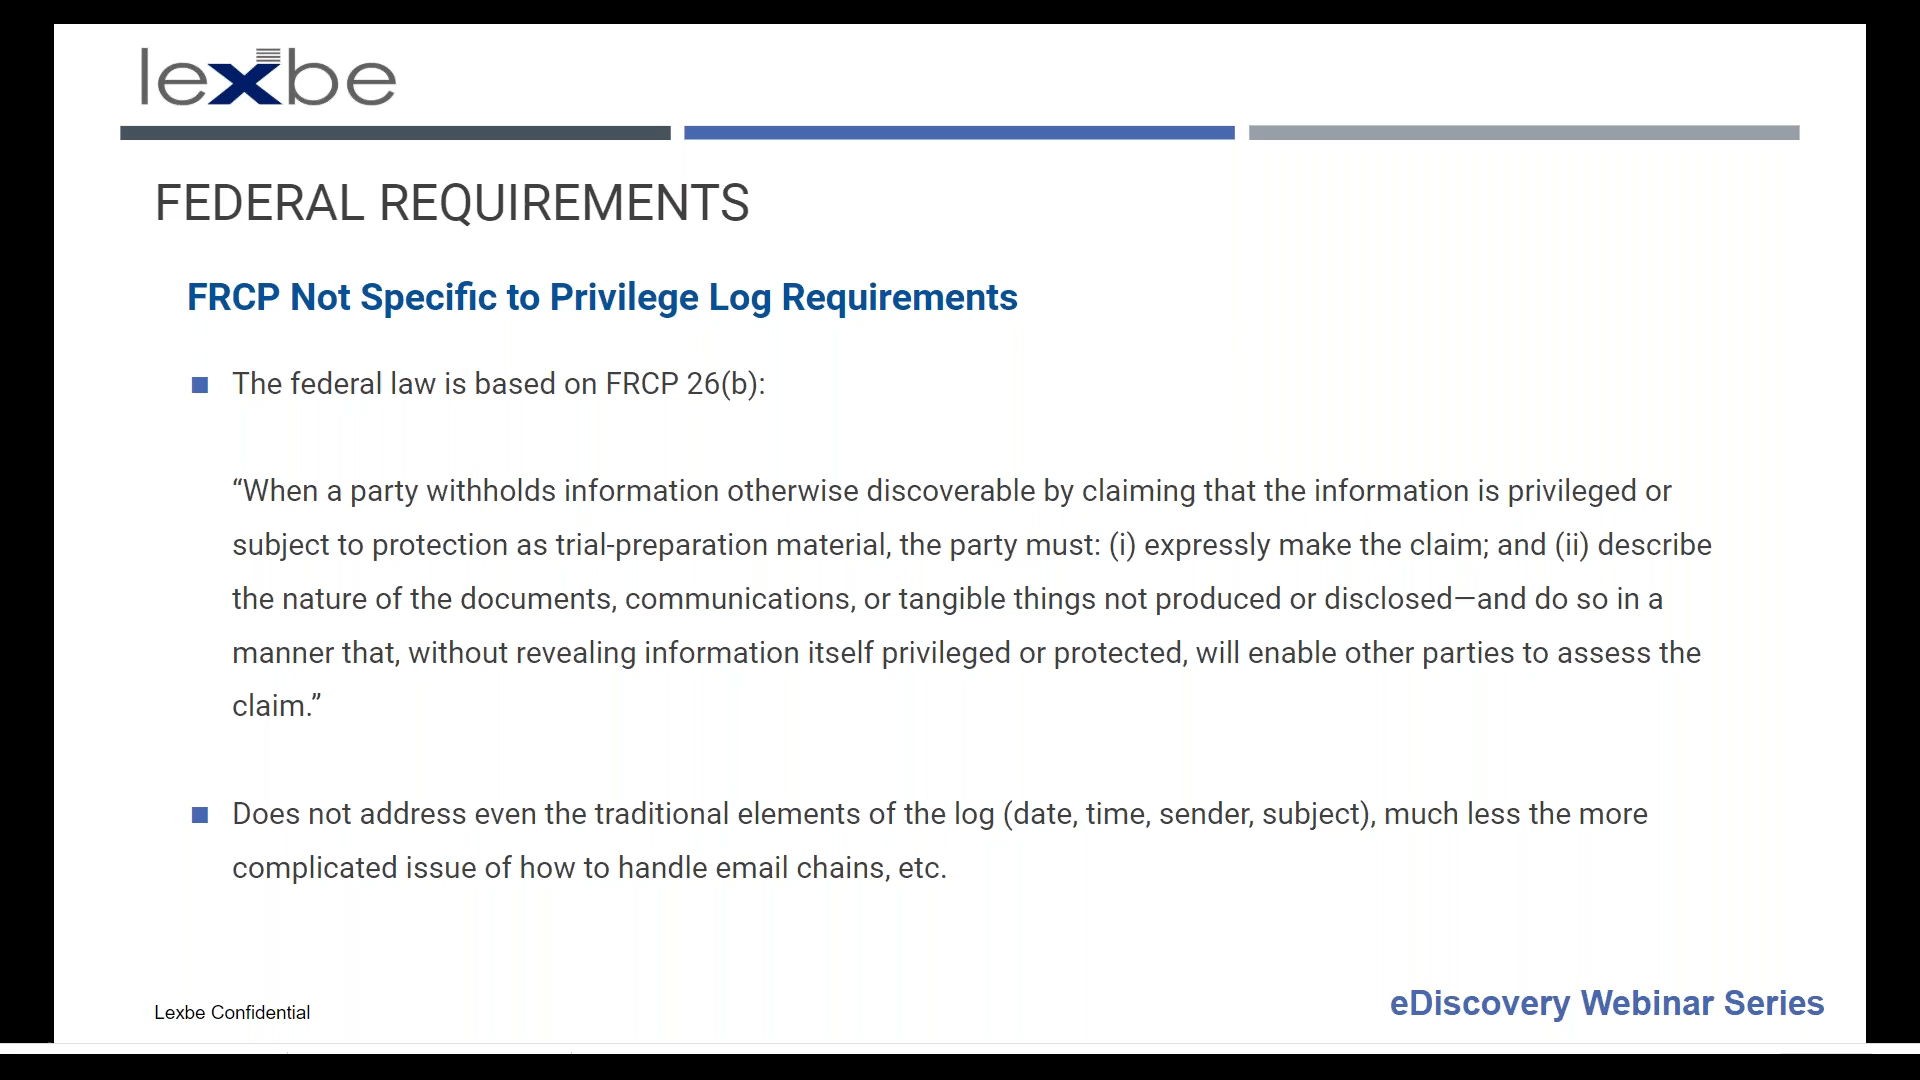 lexbe
FEDERAL REQUIREMENTS
FRCP Not Specific to Privilege Log Requirements
The federal law is based on FRCP 26(b):
“When a party withholds information otherwise discoverable by claiming that the information is privileged or
subject to protection as trial-preparation material, the party must: (i) expressly make the claim; and (ii) describe
the nature of the documents, communications, or tangible things not produced or disclosed—and do so in a
manner that, without revealing information itself privileged or protected, will enable other parties to assess the
claim.”
Does not address even the traditional elements of the log (date, time, sender, subject), much less the more
complicated issue of how to handle email chains, etc.
Lexbe Confidential
eDiscovery Webinar Series